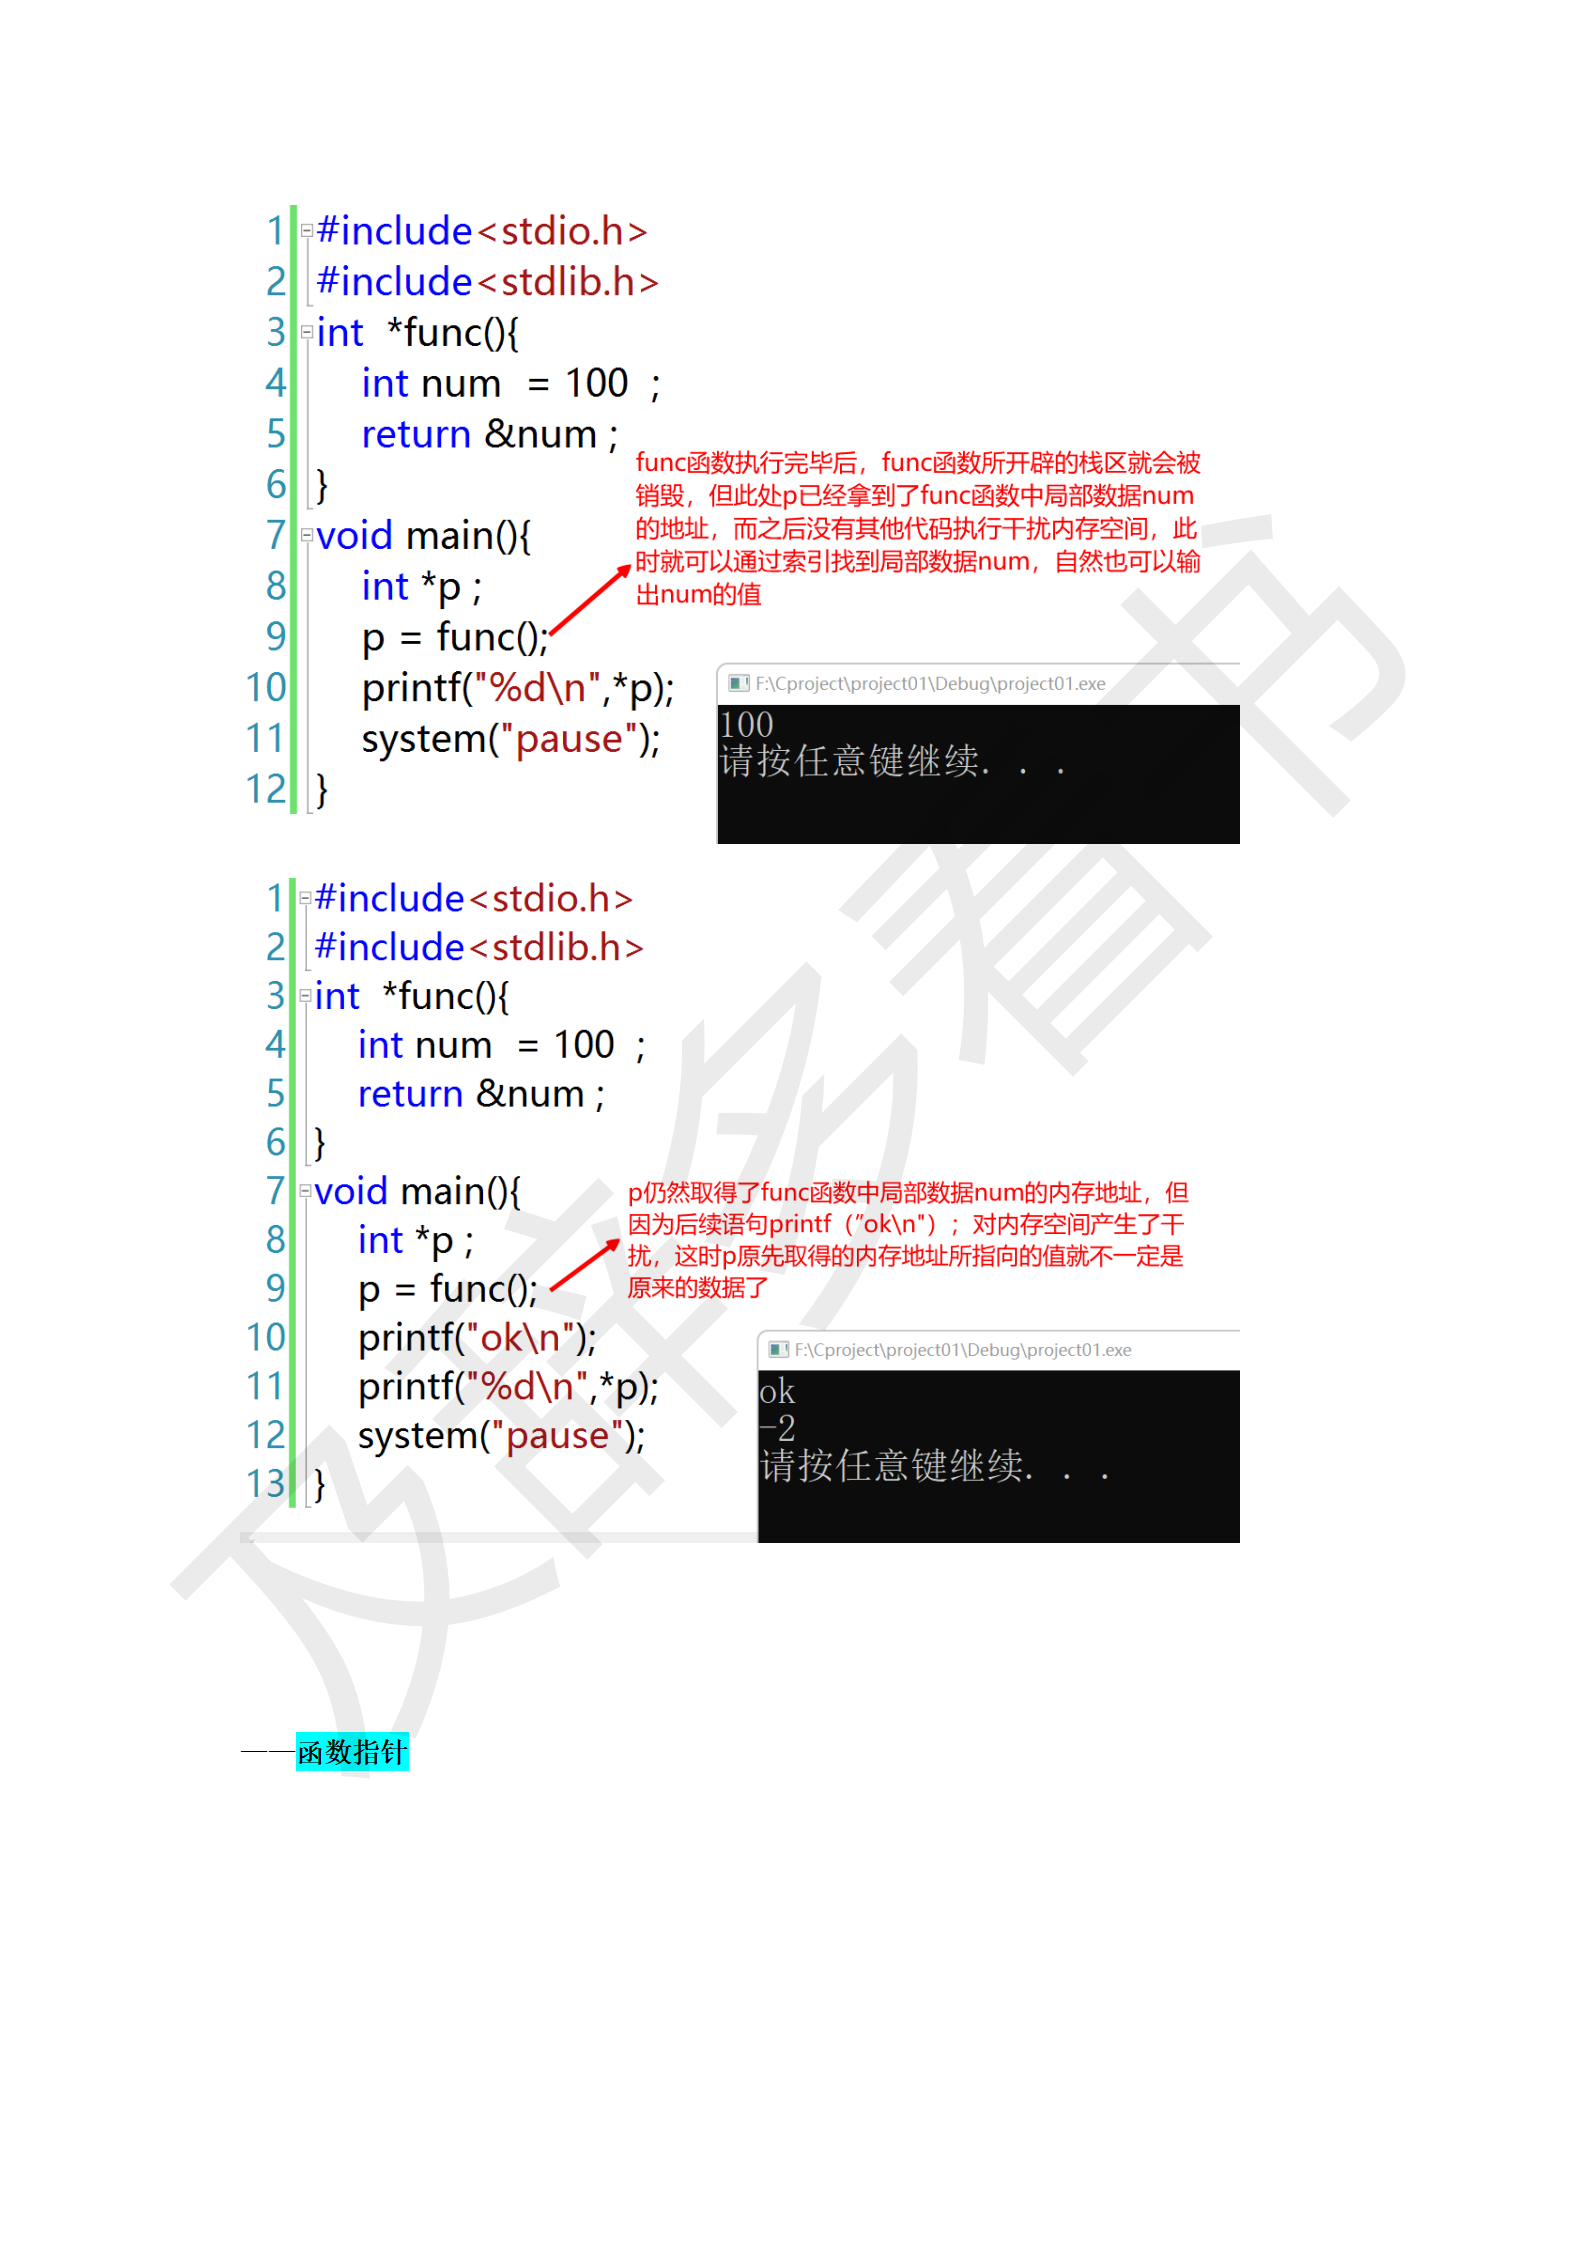 1 #include<stdio.h>
2 #include<stdlib.h>
3 int  *func(){
4 int num  = 100  ;
5 return &num ;
6 }
func函数执行完毕后，func函数所开辟的栈区就会被
销毁，但此处p已经拿到了func函数中局部数据num
的地址，而之后没有其他代码执行干扰内存空间，此
时就可以通过索引找到局部数据num，自然也可以输
出num的值
7 void main(){
8 int *p ;
9 p = func();
10 printf("%d\n",*p);
11 system("pause");
12 }
F:\Cproject\project01\Debug\project01.exe
100
请按任意键继续. . .
1 #include<stdio.h>
2 #include<stdlib.h>
3 int  *func(){
4 int num  = 100  ;
5 return &num ;
6 }
7 void main(){
8 int *p ;
9 p = func();
10 printf("ok\n");
11 printf("%d\n",*p);
12 system("pause");
13 }
p仍然取得了func函数中局部数据num的内存地址，但
因为后续语句printf（"ok\n"）；对内存空间产生了干
扰，这时p原先取得的内存地址所指向的值就不一定是
原来的数据了
F:\Cproject\project01\Debug\project01.exe
ok
-2
请按任意键继续. . .
——函数指针
及辞多看书